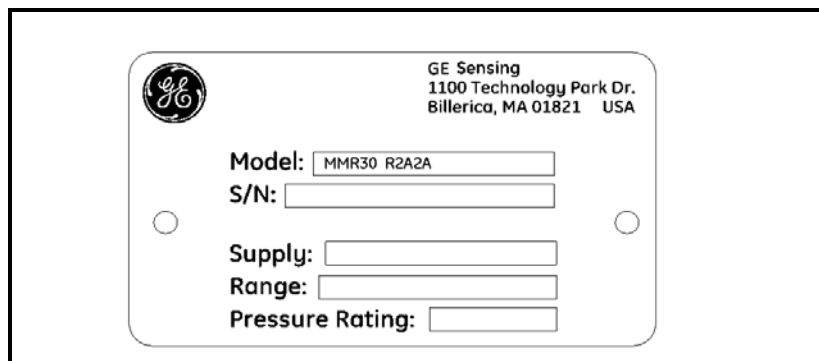 GE
GE Sensing
1100 Technology Park Dr.
Billerica, MA 01821 USA
Model: MMR30 R2A2A
S/N:
Supply:
Range:
Pressure Rating: